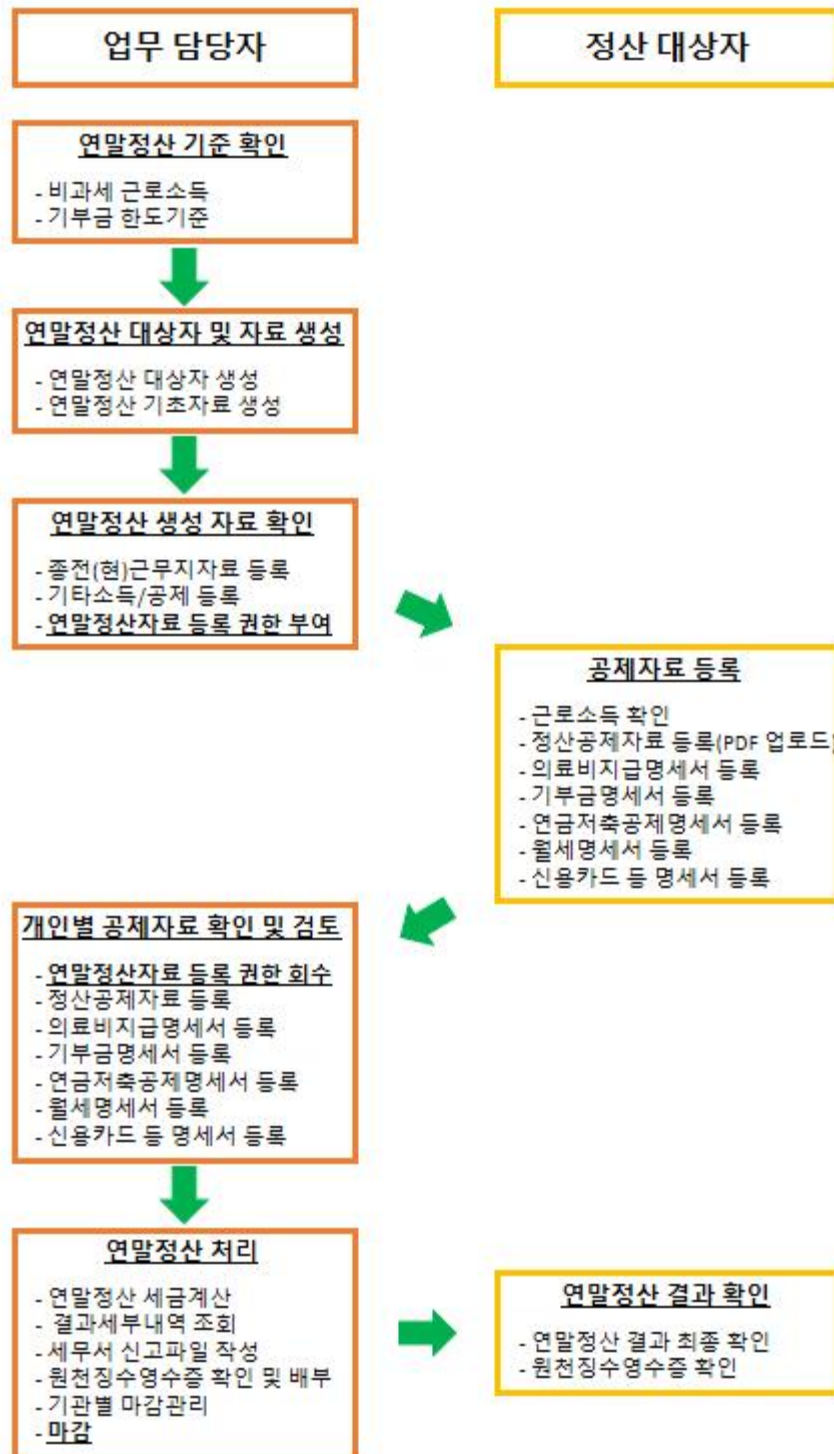 업무 담당자
정산 대상자
연말정산 기준 확인
- 비과세 근로소득
- 기부금 한도기준
연말정산 대상자 및 자료 생성
- 연말정산 대상자 생성
- 연말정산 기초자료 생성
연말정산 생성 자료 확인
- 종전(현)근무지자료 등록
- 기타소득/공제 등록
- 연말정산자료 등록 권한 부여
공제자료 등록
- 근로소득 확인
- 정산공제자료 등록(PDF 업로드)
- 의료비지급명세서 등록
- 기부금명세서 등록
- 연금저축공제명세서 등록
- 월세명세서 등록
- 신용카드 등 명세서 등록
개인별 공제자료 확인 및 검토
- 연말정산자료 등록 권한 회수
- 정산공제자료 등록
- 의료비지급명세서 등록
- 기부금명세서 등록
- 연금저축공제명세서 등록
- 월세명세서 등록
- 신용카드 등 명세서 등록
연말정산 처리
- 연말정산 세금계산
- 결과세부내역 조회
- 세무서 신고파일 작성
- 원천징수영수증 확인 및 배부
- 기관별 마감관리
- 마감
연말정산 결과 확인
- 연말정산 결과 최종 확인
- 원천징수영수증 확인